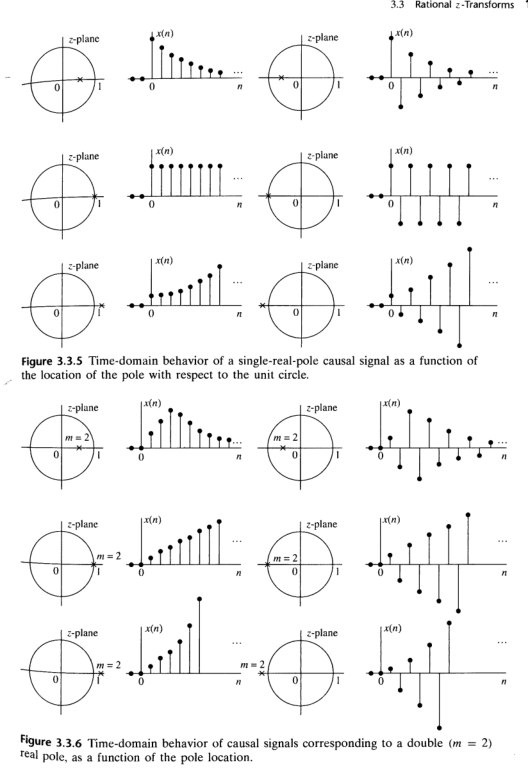 3.3 Rational z-Transforms 1
z-plane x(n) z-plane x(n)
... ...
0 1 0 n 0 1 0 n
z-plane x(n) z-plane x(n)
... ...
0 1 0 n 0 1 0 n
z-plane x(n) z-plane x(n)
... ...
0 1 0 n 0 1 0 n
Figure 3.3.5 Time-domain behavior of a single-real-pole causal signal as a function of
the location of the pole with respect to the unit circle.
z-plane x(n) z-plane x(n)
m = 2 ... m = 2 ...
0 1 0 n 0 1 0 n
z-plane x(n) z-plane x(n)
m = 2 ... m = 2 ...
0 1 0 n 0 1 0 n
z-plane x(n) z-plane x(n)
m = 2 ... m = 2 ...
0 1 0 n 0 1 0 n
Figure 3.3.6 Time-domain behavior of causal signals corresponding to a double (m = 2)
real pole, as a function of the pole location.